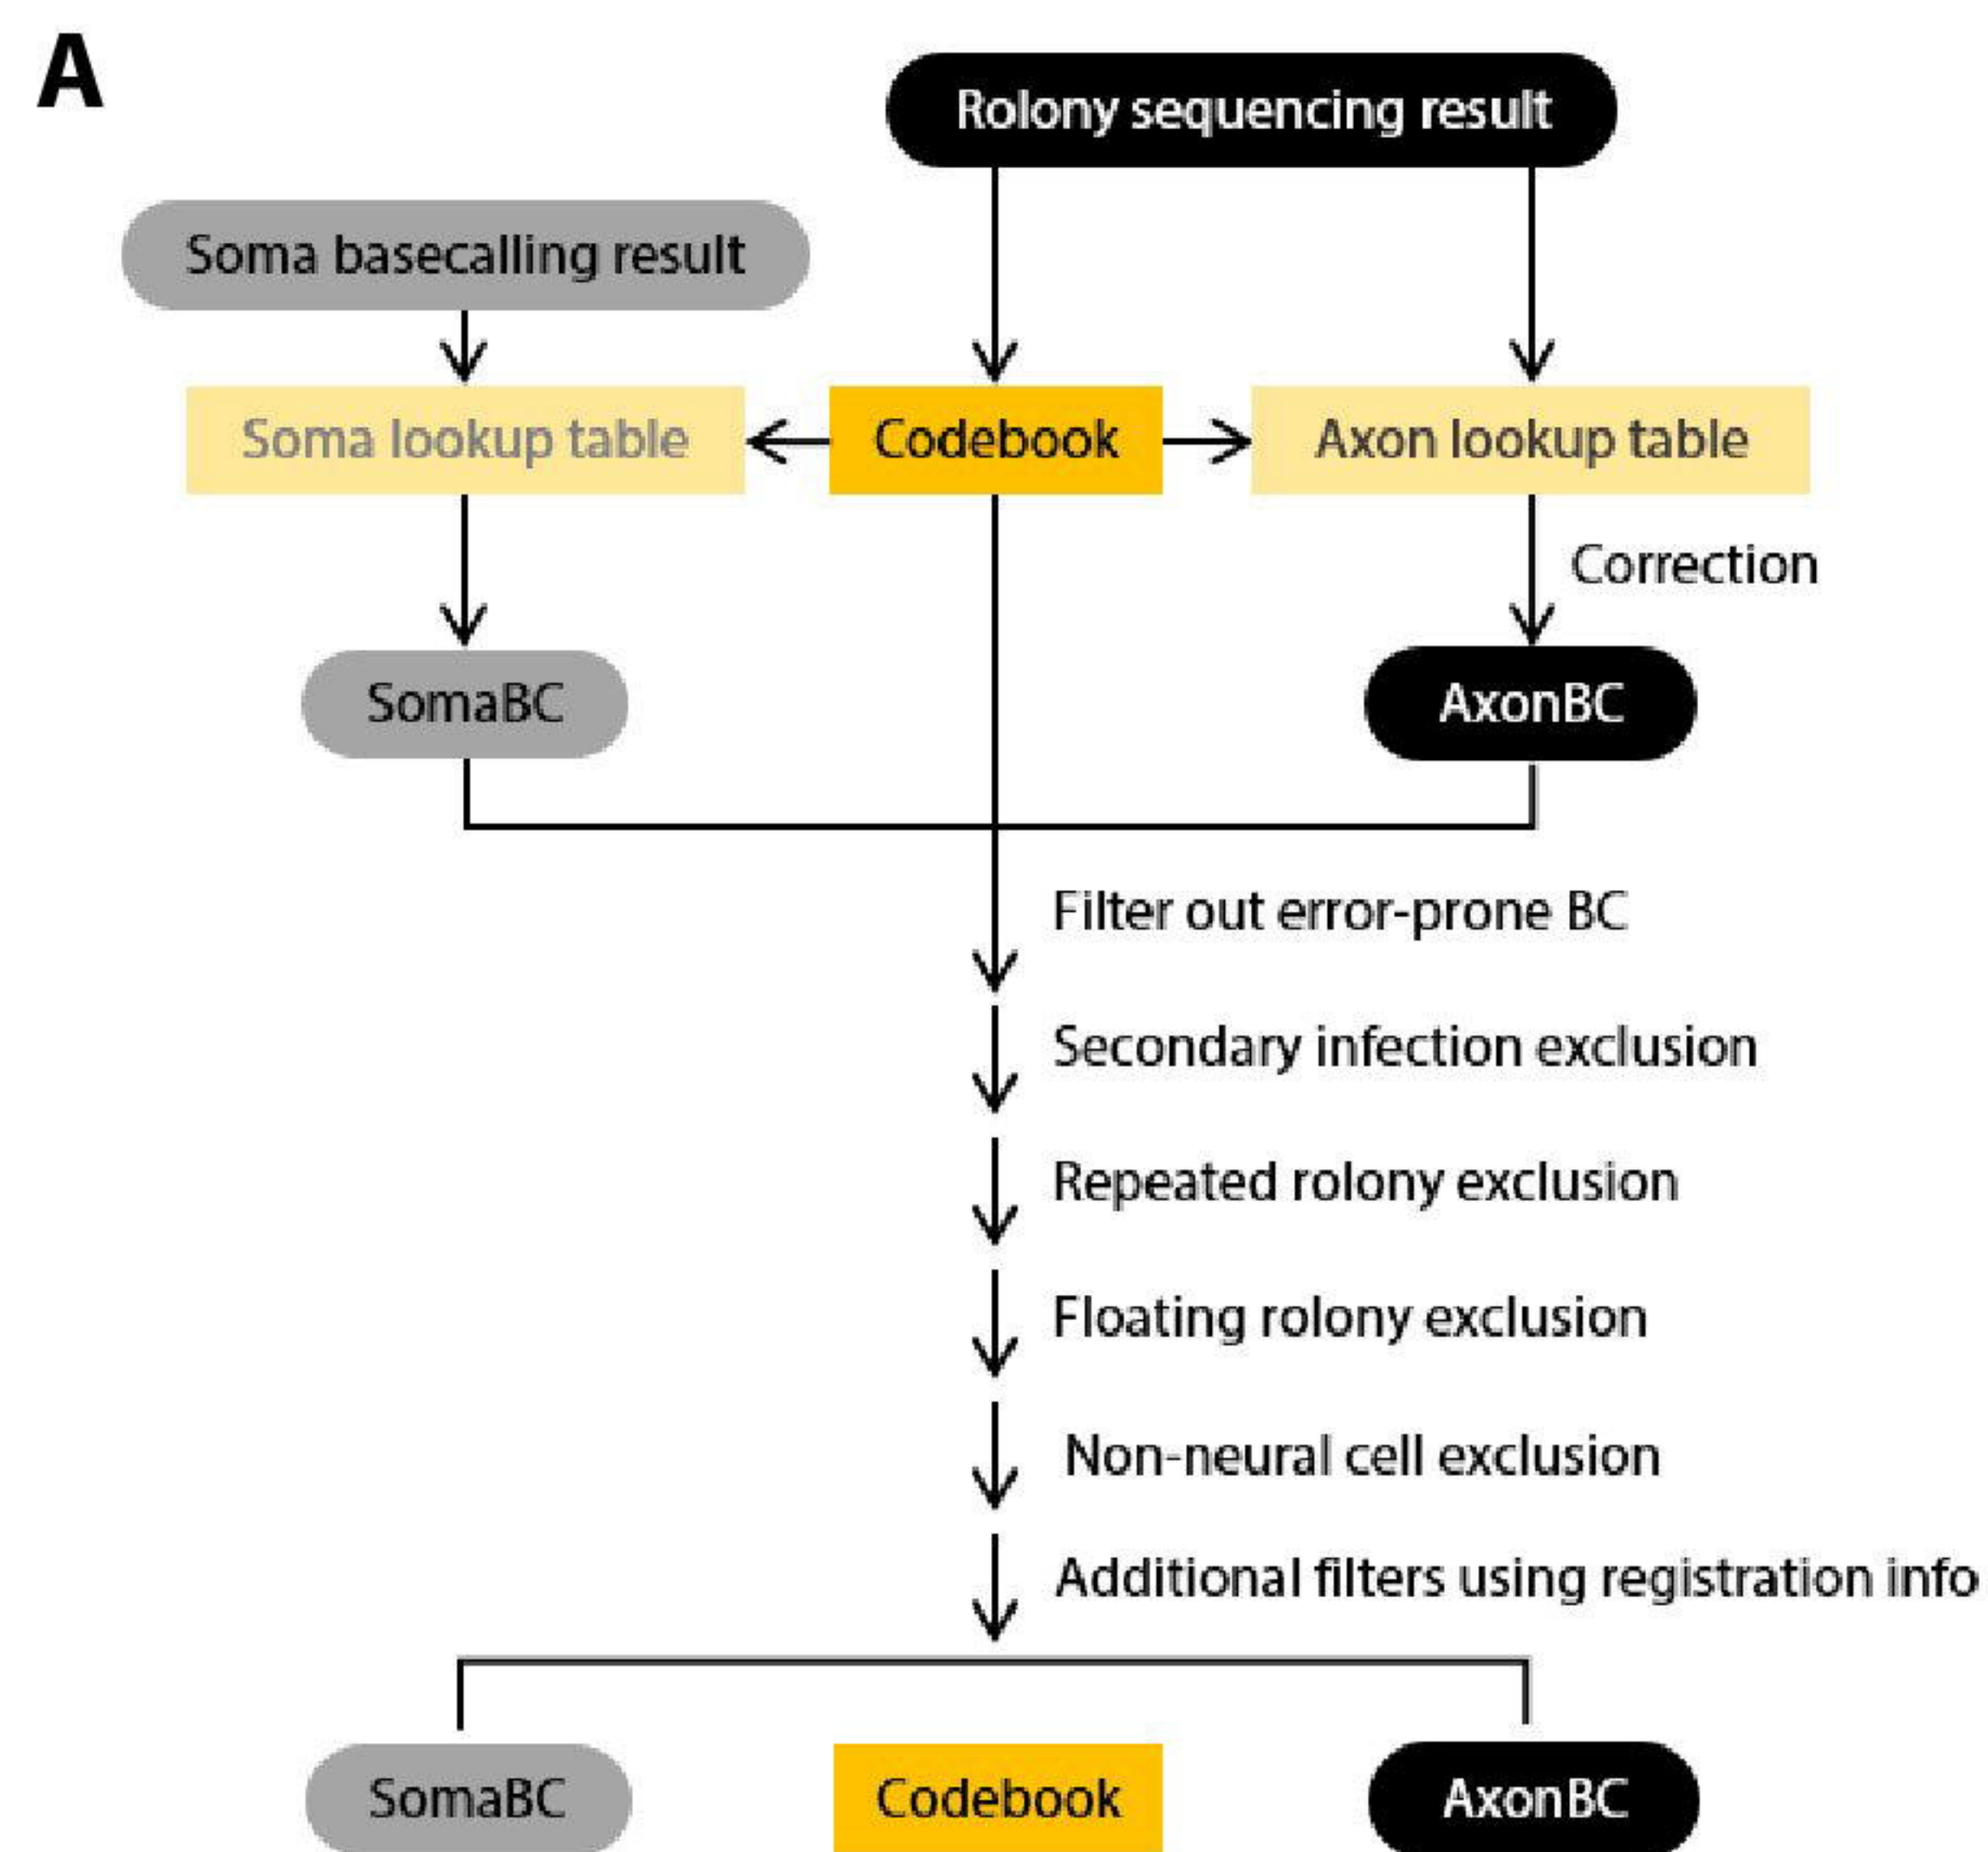 A
Rolony sequencing result
Soma basecalling result
Soma lookup table
Codebook
Axon lookup table
Correction
SomaBC
AxonBC
Filter out error-prone BC
Secondary infection exclusion
Repeated rolony exclusion
Floating rolony exclusion
Non-neural cell exclusion
Additional filters using registration info
SomaBC
Codebook
AxonBC